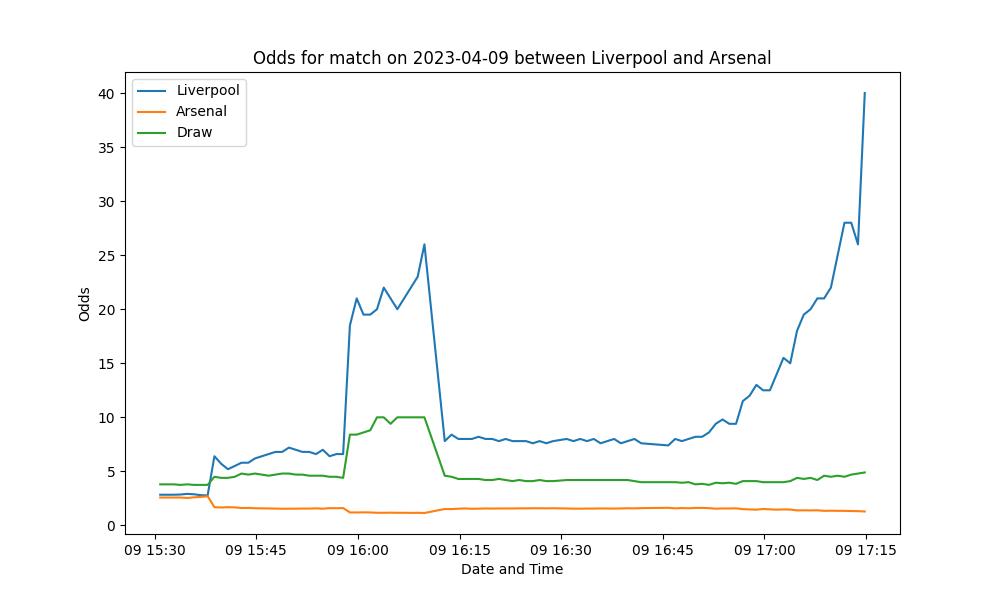 Odds for match on 2023-04-09 between Liverpool and Arsenal
Liverpool
Arsenal
Draw
40
35
30
25
20
15
10
5
0
Odds
09 15:30 09 15:45 09 16:00 09 16:15 09 16:30 09 16:45 09 17:00 09 17:15
Date and Time